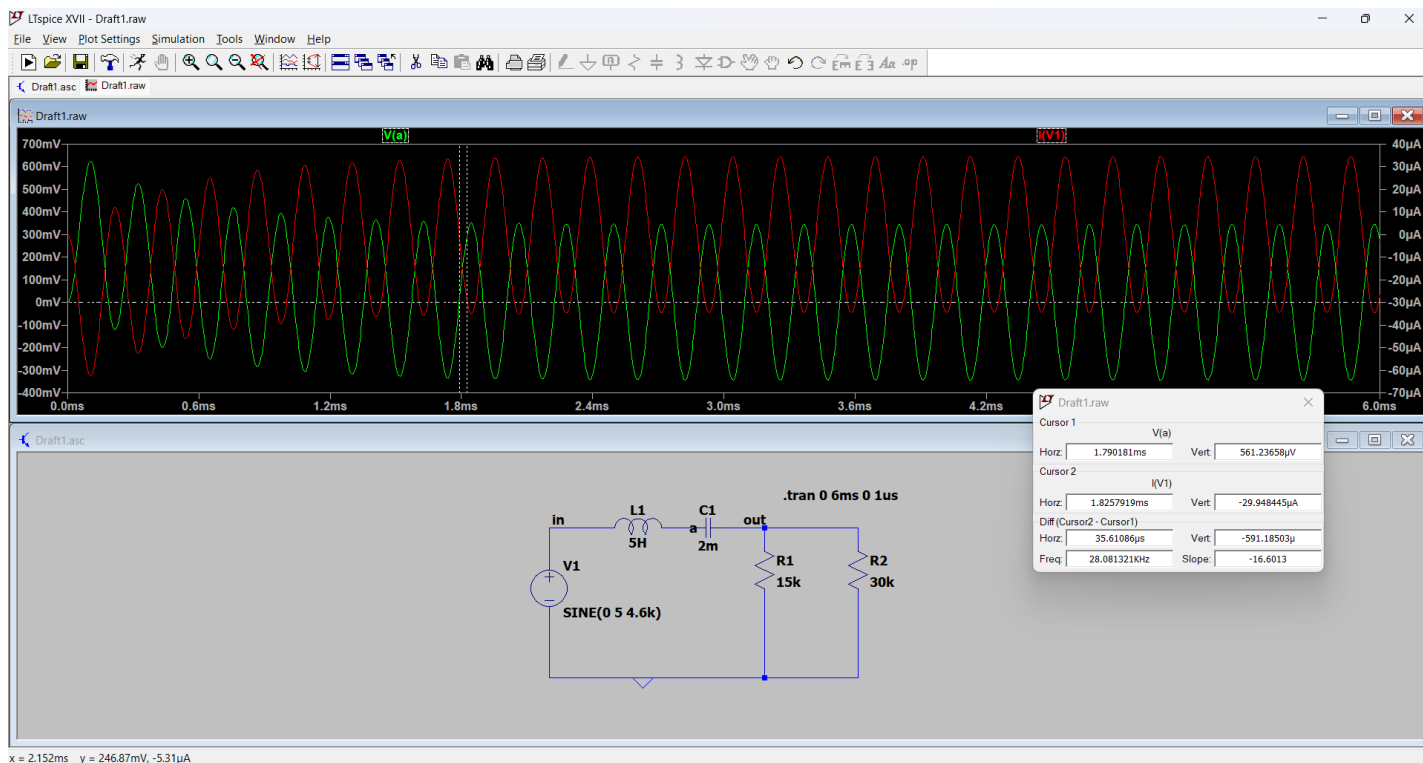 LTspice XVII - Draft1.raw
File View Plot Settings Simulation Tools Window Help
Draft1.asc Draft1.raw
Draft1.raw
V(a) I(V1)
700mV 40µA
600mV 30µA
500mV 20µA
400mV 10µA
300mV 0µA
200mV -10µA
100mV -20µA
0mV -30µA
-100mV -40µA
-200mV -50µA
-300mV -60µA
-400mV -70µA
0.0ms 0.6ms 1.2ms 1.8ms 2.4ms 3.0ms 3.6ms 4.2ms 6.0ms
Draft1.raw
Cursor 1
V(a)
Horz: 1.790181ms Vert: 561.23658µV
Cursor 2
I(V1)
Horz: 1.8257919ms Vert: -29.948445µA
Diff (Cursor2 - Cursor1)
Horz: 35.61086µs Vert: -591.18503µ
Freq: 28.081321KHz Slope: -16.6013
Draft1.asc
.tran 0 6ms 0 1us
in L1 a C1 out
5H 2m
V1 R1 R2
15k 30k
SINE(0 5 4.6k)
x = 2.152ms y = 246.87mV, -5.31µA